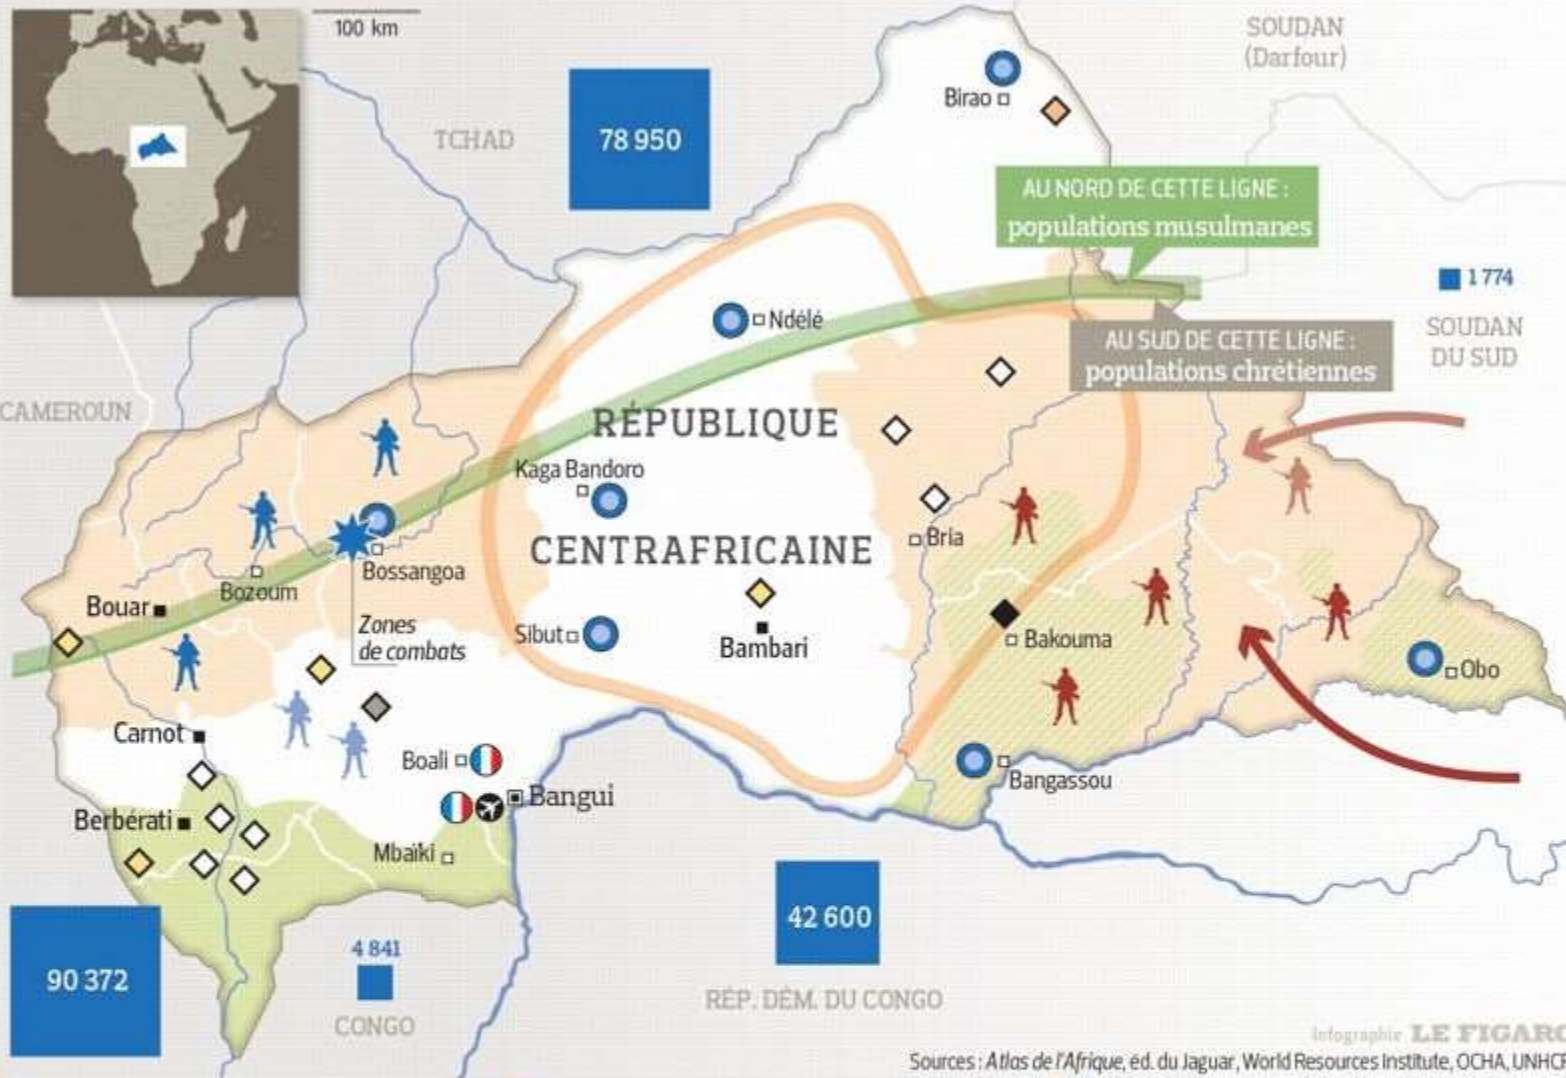 100 km
SOUDAN
(Darfour)
Birao
TCHAD
78 950
AU NORD DE CETTE LIGNE :
populations musulmanes
1 774
Ndélé
SOUDAN
DU SUD
AU SUD DE CETTE LIGNE :
populations chrétiennes
CAMEROUN
RÉPUBLIQUE
Kaga Bandoro
CENTRAFRICAINE
Bria
Bossangoa
Bozoum
Bouar
Zones
de combats
Sibut
Bambari
Bakouma
Obo
Carnot
Boali
Bangassou
Bangui
Berbérati
Mbaïki
42 600
90 372
4 841
CONGO
RÉP. DÉM. DU CONGO
Infographie LE FIGARO
Sources : Atlas de l'Afrique, éd. du Jaguar, World Resources Institute, OCHA, UNHCR